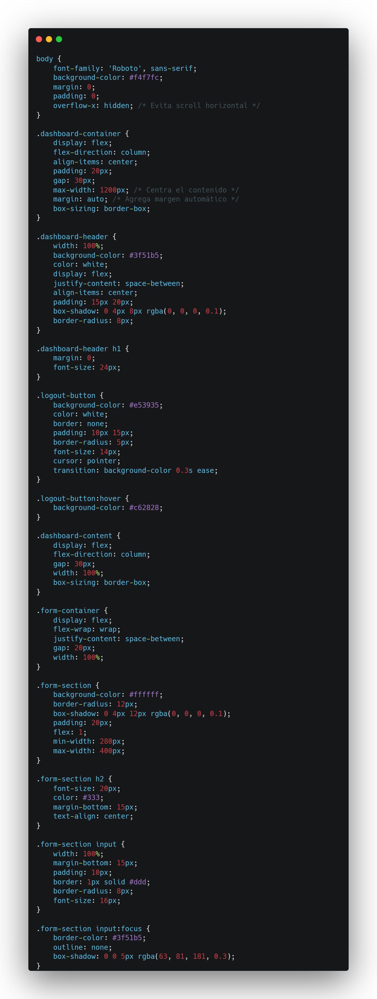 body {
    font-family: 'Roboto', sans-serif;
    background-color: #f4f7fc;
    margin: 0;
    padding: 0;
    overflow-x: hidden; /* Evita scroll horizontal */
}

.dashboard-container {
    display: flex;
    flex-direction: column;
    align-items: center;
    padding: 20px;
    gap: 30px;
    max-width: 1200px; /* Centra el contenido */
    margin: auto; /* Agrega margen automático */
    box-sizing: border-box;
}

.dashboard-header {
    width: 100%;
    background-color: #3f51b5;
    color: white;
    display: flex;
    justify-content: space-between;
    align-items: center;
    padding: 15px 20px;
    box-shadow: 0 4px 8px rgba(0, 0, 0, 0.1);
    border-radius: 8px;
}

.dashboard-header h1 {
    margin: 0;
    font-size: 24px;
}

.logout-button {
    background-color: #e53935;
    color: white;
    border: none;
    padding: 10px 15px;
    border-radius: 5px;
    font-size: 14px;
    cursor: pointer;
    transition: background-color 0.3s ease;
}

.logout-button:hover {
    background-color: #c62828;
}

.dashboard-content {
    display: flex;
    flex-direction: column;
    gap: 30px;
    width: 100%;
    box-sizing: border-box;
}

.form-container {
    display: flex;
    flex-wrap: wrap;
    justify-content: space-between;
    gap: 20px;
    width: 100%;
}

.form-section {
    background-color: #ffffff;
    border-radius: 12px;
    box-shadow: 0 4px 12px rgba(0, 0, 0, 0.1);
    padding: 20px;
    flex: 1;
    min-width: 280px;
    max-width: 400px;
}

.form-section h2 {
    font-size: 20px;
    color: #333;
    margin-bottom: 15px;
    text-align: center;
}

.form-section input {
    width: 100%;
    margin-bottom: 15px;
    padding: 10px;
    border: 1px solid #ddd;
    border-radius: 8px;
    font-size: 16px;
}

.form-section input:focus {
    border-color: #3f51b5;
    outline: none;
    box-shadow: 0 0 5px rgba(63, 81, 181, 0.3);
}